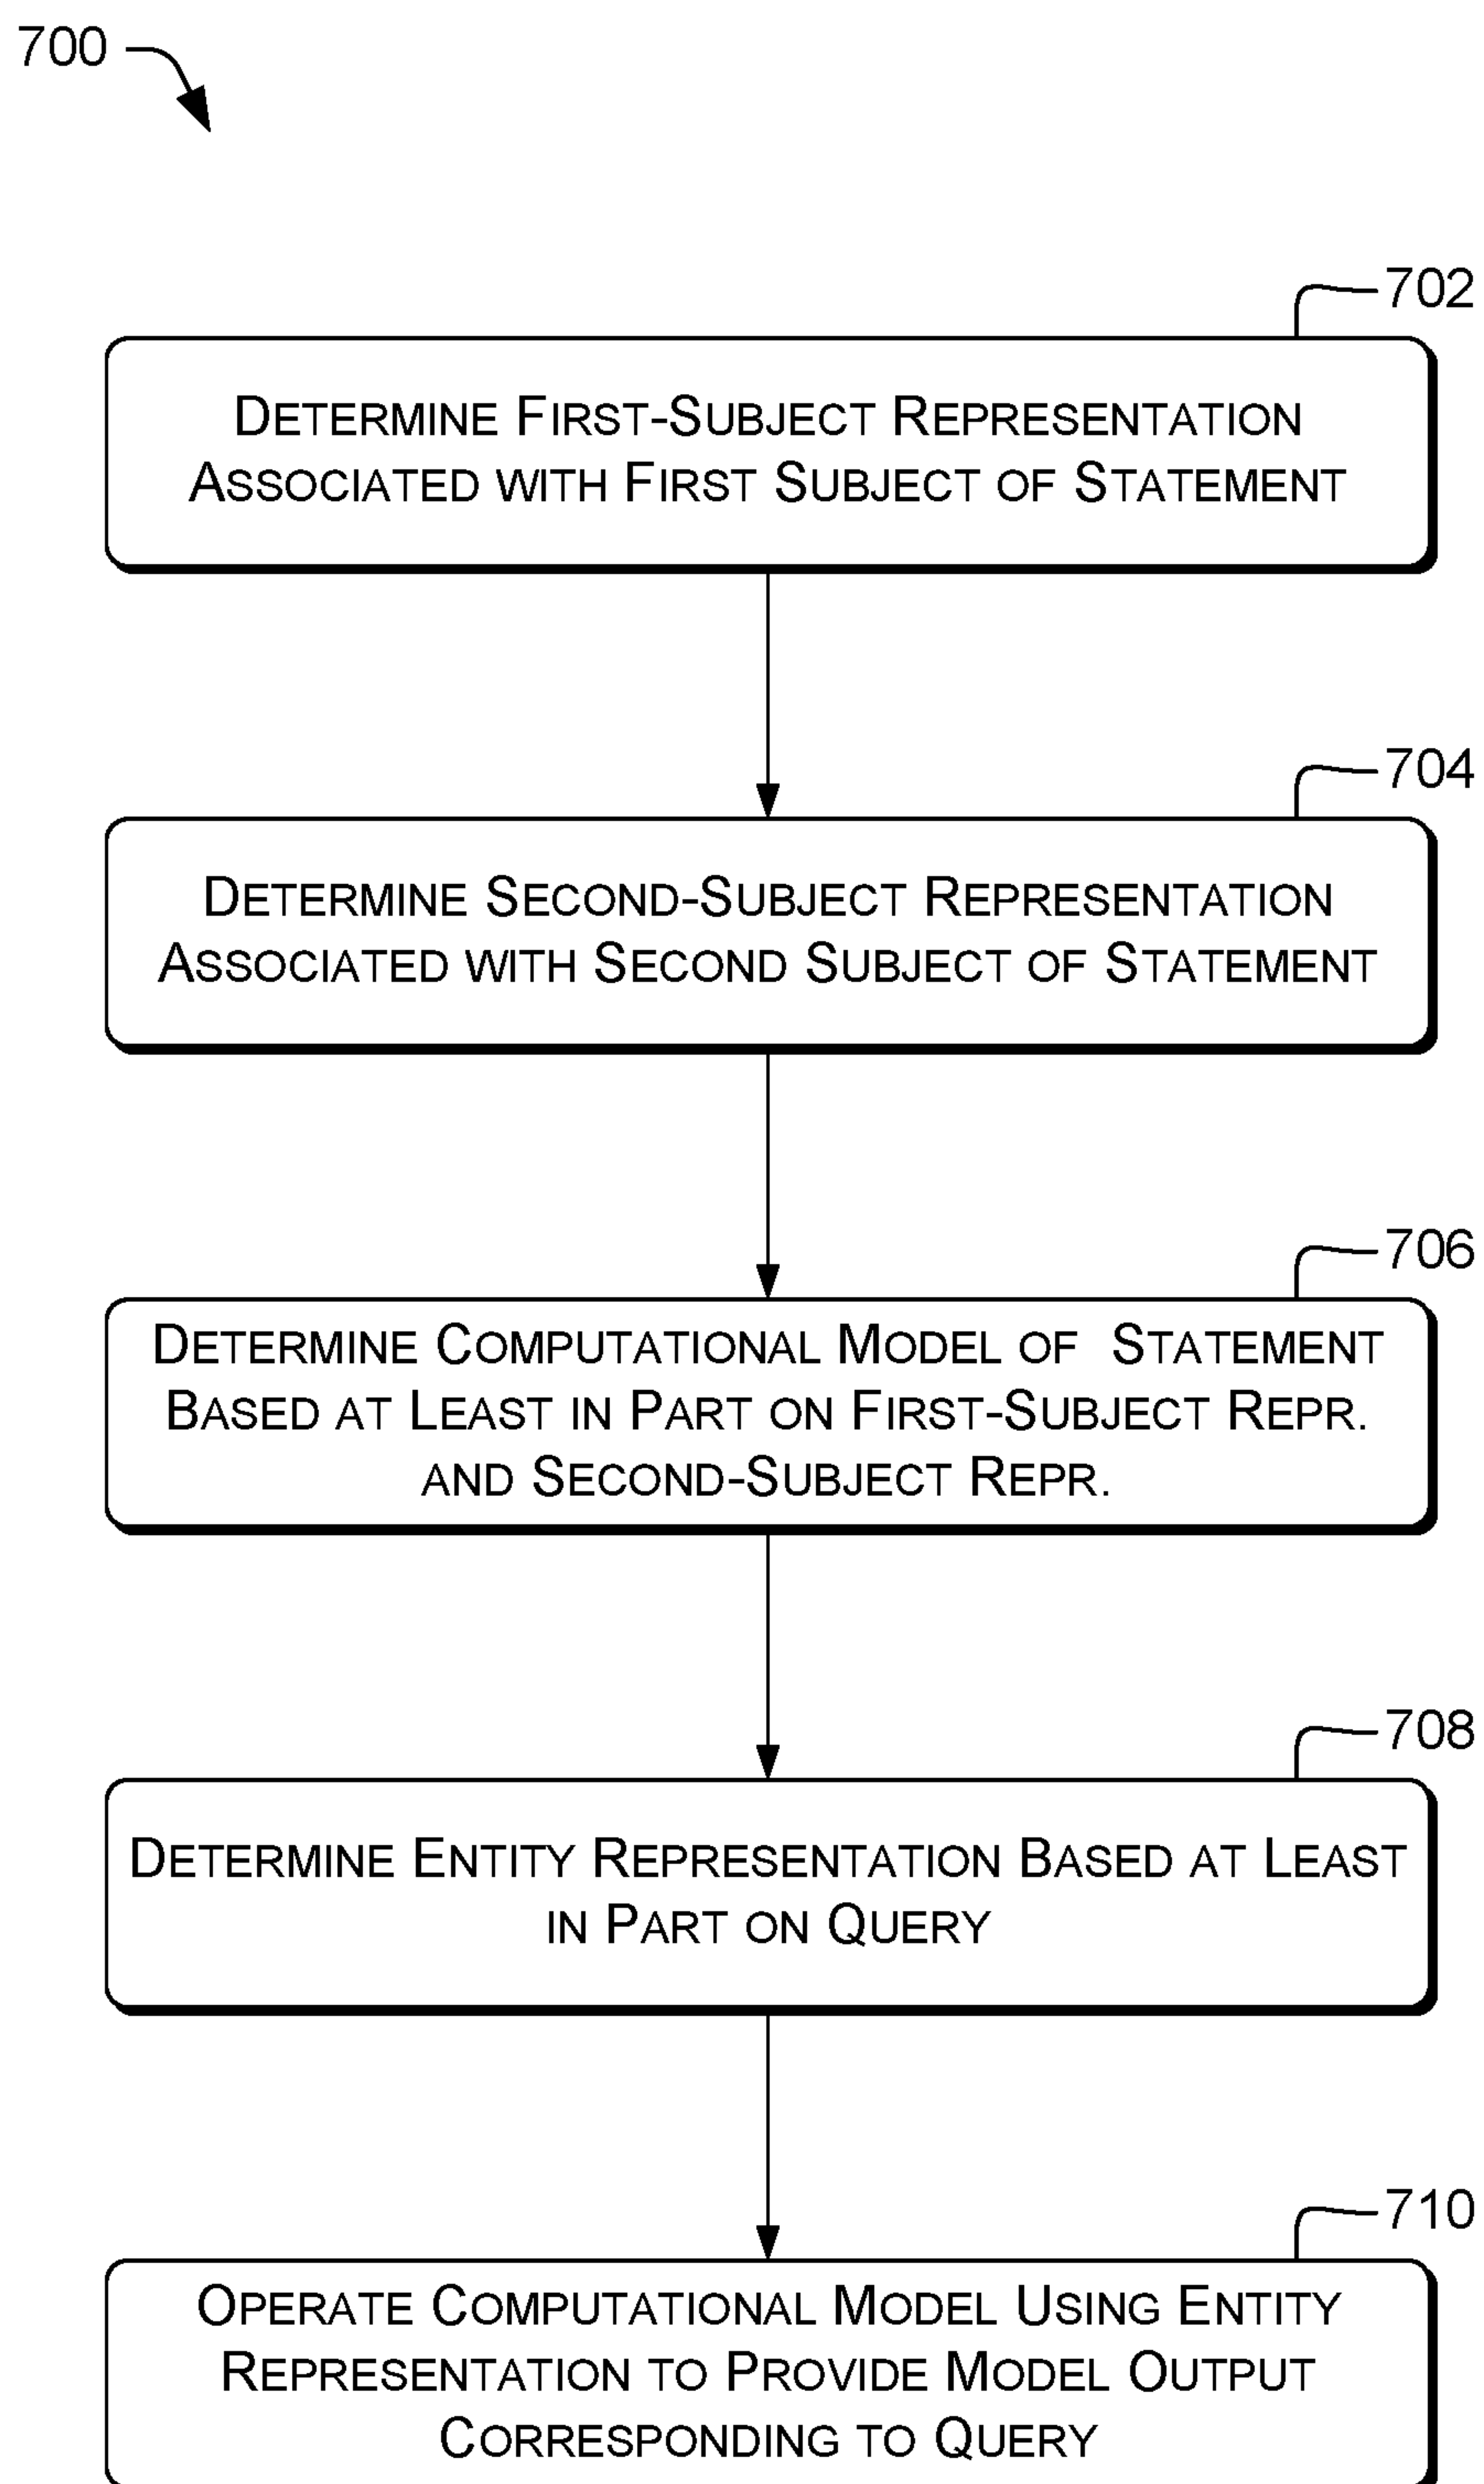 700
702
Determine First-Subject Representation
Associated with First Subject of Statement
704
Determine Second-Subject Representation
Associated with Second Subject of Statement
706
Determine Computational Model of Statement
Based at Least in Part on First-Subject Repr.
and Second-Subject Repr.
708
Determine Entity Representation Based at Least
in Part on Query
710
Operate Computational Model Using Entity
Representation to Provide Model Output
Corresponding to Query